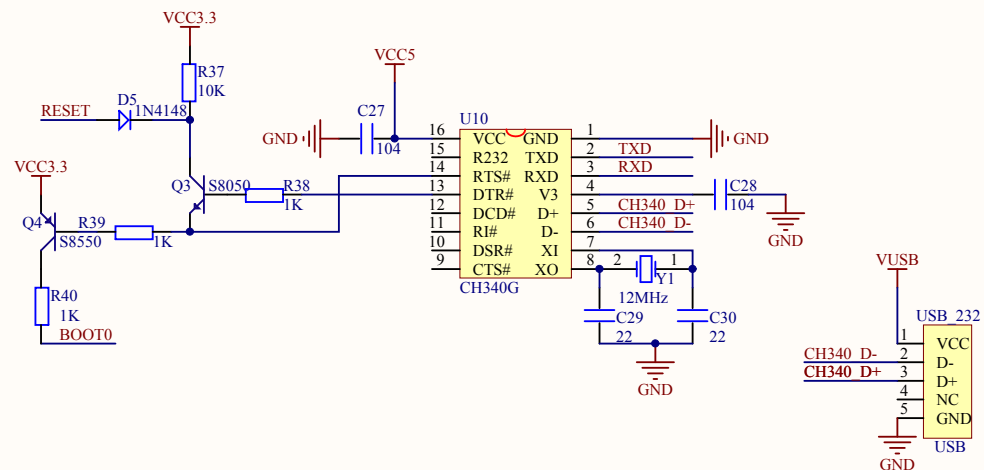 VCC3.3
R37
10K
D5
1N4148
RESET
VCC3.3
Q3
S8050
R38
1K
Q4
R39
S8550
1K
R40
1K
BOOT0
VCC5
C27
GND
104
U10
16 VCC GND 1
GND
15 R232 TXD 2 TXD
14 RTS# RXD 3 RXD
13 DTR# V3 4
C28
104
GND
12 DCD# D+ 5 CH340_D+
11 RI# D- 6 CH340_D-
10 DSR# XI 7
9 CTS# XO 8
CH340G
2 1
Y1
12MHz
C29
22
C30
22
GND
VUSB
USB_232
1 VCC
CH340_D- 2 D-
CH340_D+ 3 D+
4 NC
5 GND
GND
USB